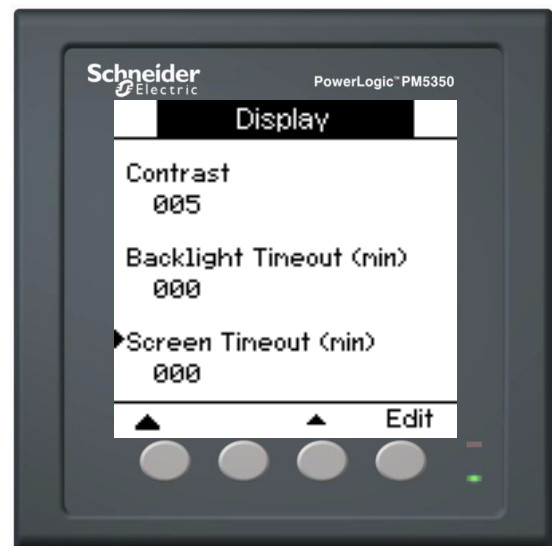 Schneider
Electric
PowerLogic™ PM5350
Display
Contrast
005
Backlight Timeout (min)
000
Screen Timeout (min)
000
Edit